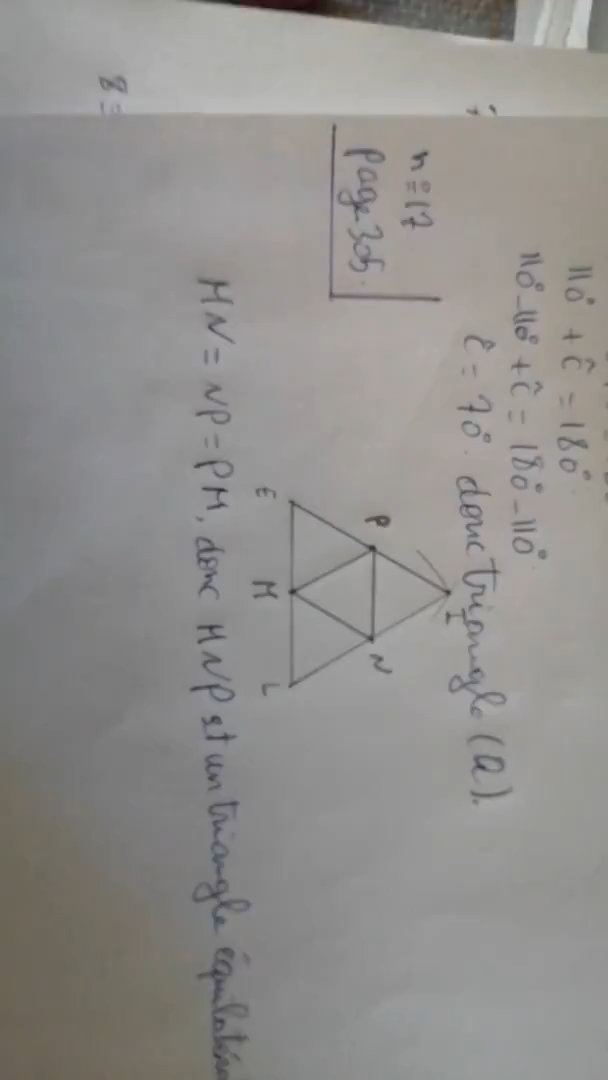 110° + Ĉ = 180°
110° - 110° + Ĉ = 180° - 110°
Ĉ = 70° donc triangle (a).
n=°17
page 305.
I
P N
E M L
MN = NP = PM, donc MNP est un triangle